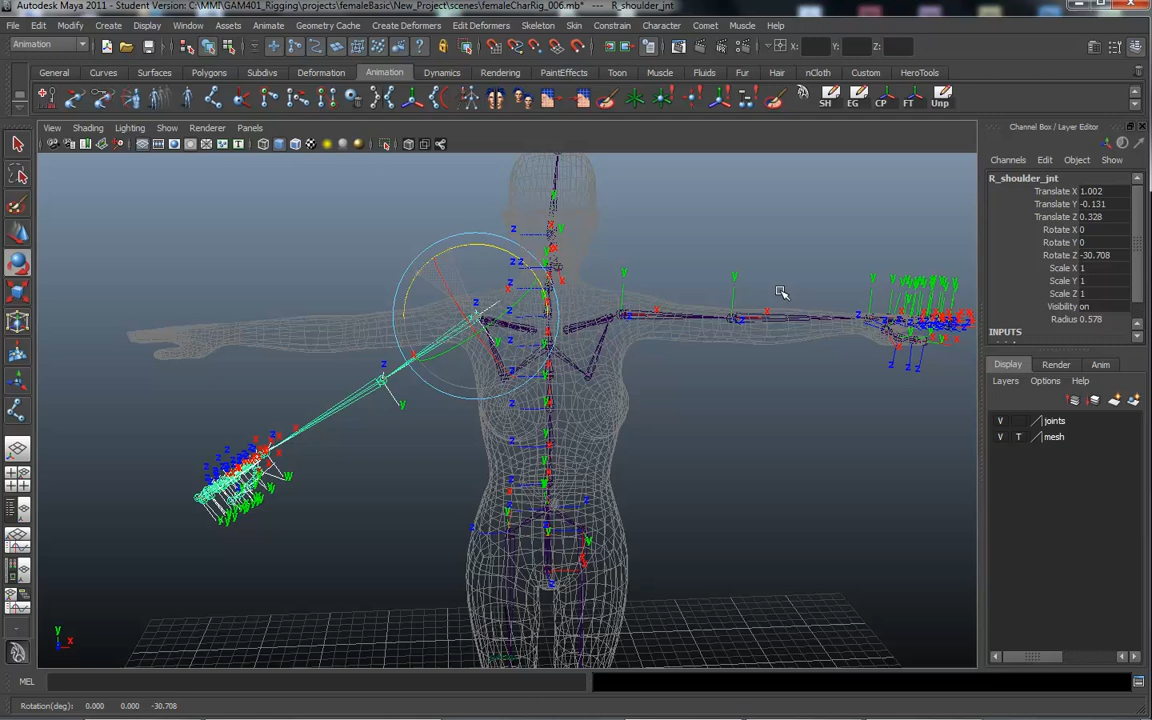 Autodesk Maya 2011 - Student Version: C:\MMI\GAM401_Rigging\projects\femaleBasic\New_Project\scenes\femaleCharRig_006.mb* --- R_shoulder_jnt
File Edit Modify Create Display Window Assets Animate Geometry Cache Create Deformers Edit Deformers Skeleton Skin Constrain Character Comet Muscle Help
Animation X: Y: Z:
General Curves Surfaces Polygons Subdivs Deformation Animation Dynamics Rendering PaintEffects Toon Muscle Fluids Fur Hair nCloth Custom HeroTools
SH EG CP FT Unp
View Shading Lighting Show Renderer Panels
Channel Box / Layer Editor
Channels Edit Object Show
R_shoulder_jnt
Translate X 1.002
Translate Y -0.131
Translate Z 0.328
Rotate X 0
Rotate Y 0
Rotate Z -30.708
Scale X 1
Scale Y 1
Scale Z 1
Visibility on
Radius 0.578
INPUTS
Display Render Anim
Layers Options Help
V joints
V T mesh
y
x
MEL
Rotation(deg): 0.000 0.000 -30.708